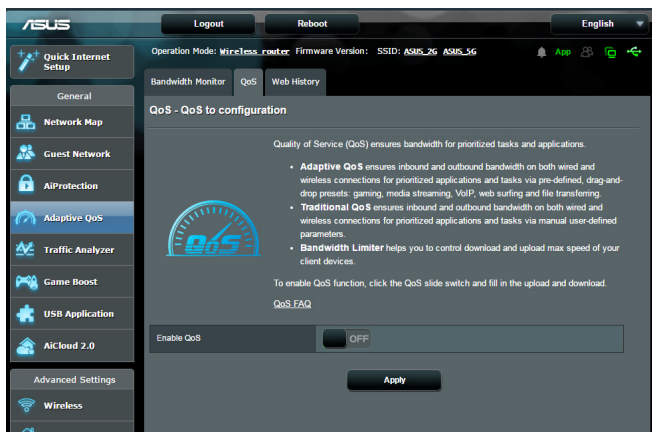 ASUS
Logout
Reboot
English
Quick Internet
Setup
Operation Mode: Wireless router Firmware Version: SSID: ASUS_2G ASUS_5G
App
Bandwidth Monitor
QoS
Web History
General
Network Map
Guest Network
AiProtection
Adaptive QoS
Traffic Analyzer
Game Boost
USB Application
AiCloud 2.0
Advanced Settings
Wireless
QoS - QoS to configuration
Quality of Service (QoS) ensures bandwidth for prioritized tasks and applications.
• Adaptive QoS ensures inbound and outbound bandwidth on both wired and
wireless connections for prioritized applications and tasks via pre-defined, drag-and-
drop presets: gaming, media streaming, VoIP, web surfing and file transferring.
• Traditional QoS ensures inbound and outbound bandwidth on both wired and
wireless connections for prioritized applications and tasks via manual user-defined
parameters.
• Bandwidth Limiter helps you to control download and upload max speed of your
client devices.
To enable QoS function, click the QoS slide switch and fill in the upload and download.
QoS FAQ
QoS
Enable QoS
OFF
Apply